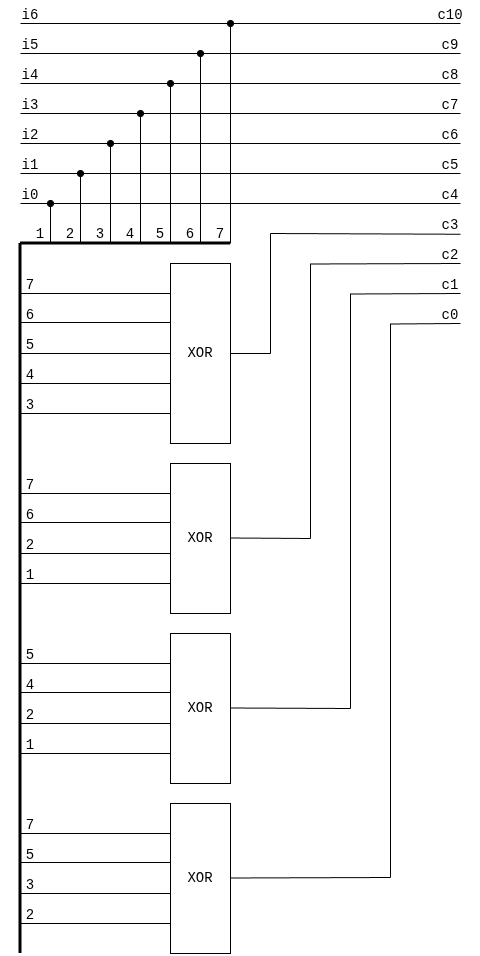 i6 c10
i5 c9
i4 c8
i3 c7
i2 c6
i1 c5
i0 c4
1 2 3 4 5 6 7 c3
c2
7 c1
6 c0
5 XOR
4
3
7
6
2 XOR
1
5
4
2 XOR
1
7
5
3 XOR
2